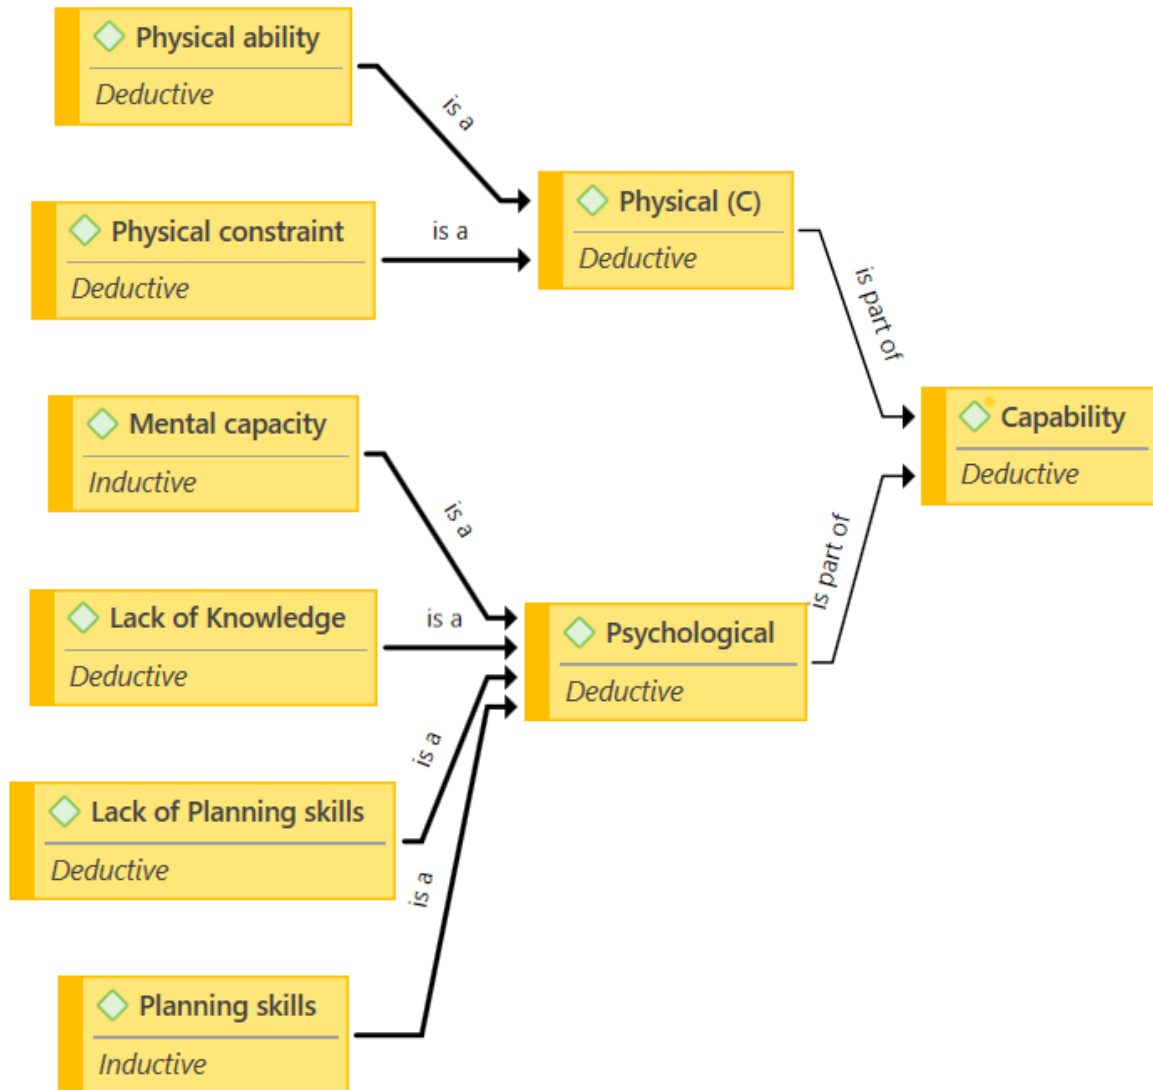 Physical ability
Deductive
is a
Physical constraint
Deductive
is a
Physical (C)
Deductive
is part of
Mental capacity
Inductive
is a
Capability
Deductive
Lack of Knowledge
Deductive
is a
Psychological
Deductive
is part of
Lack of Planning skills
Deductive
is a
Planning skills
Inductive
is a